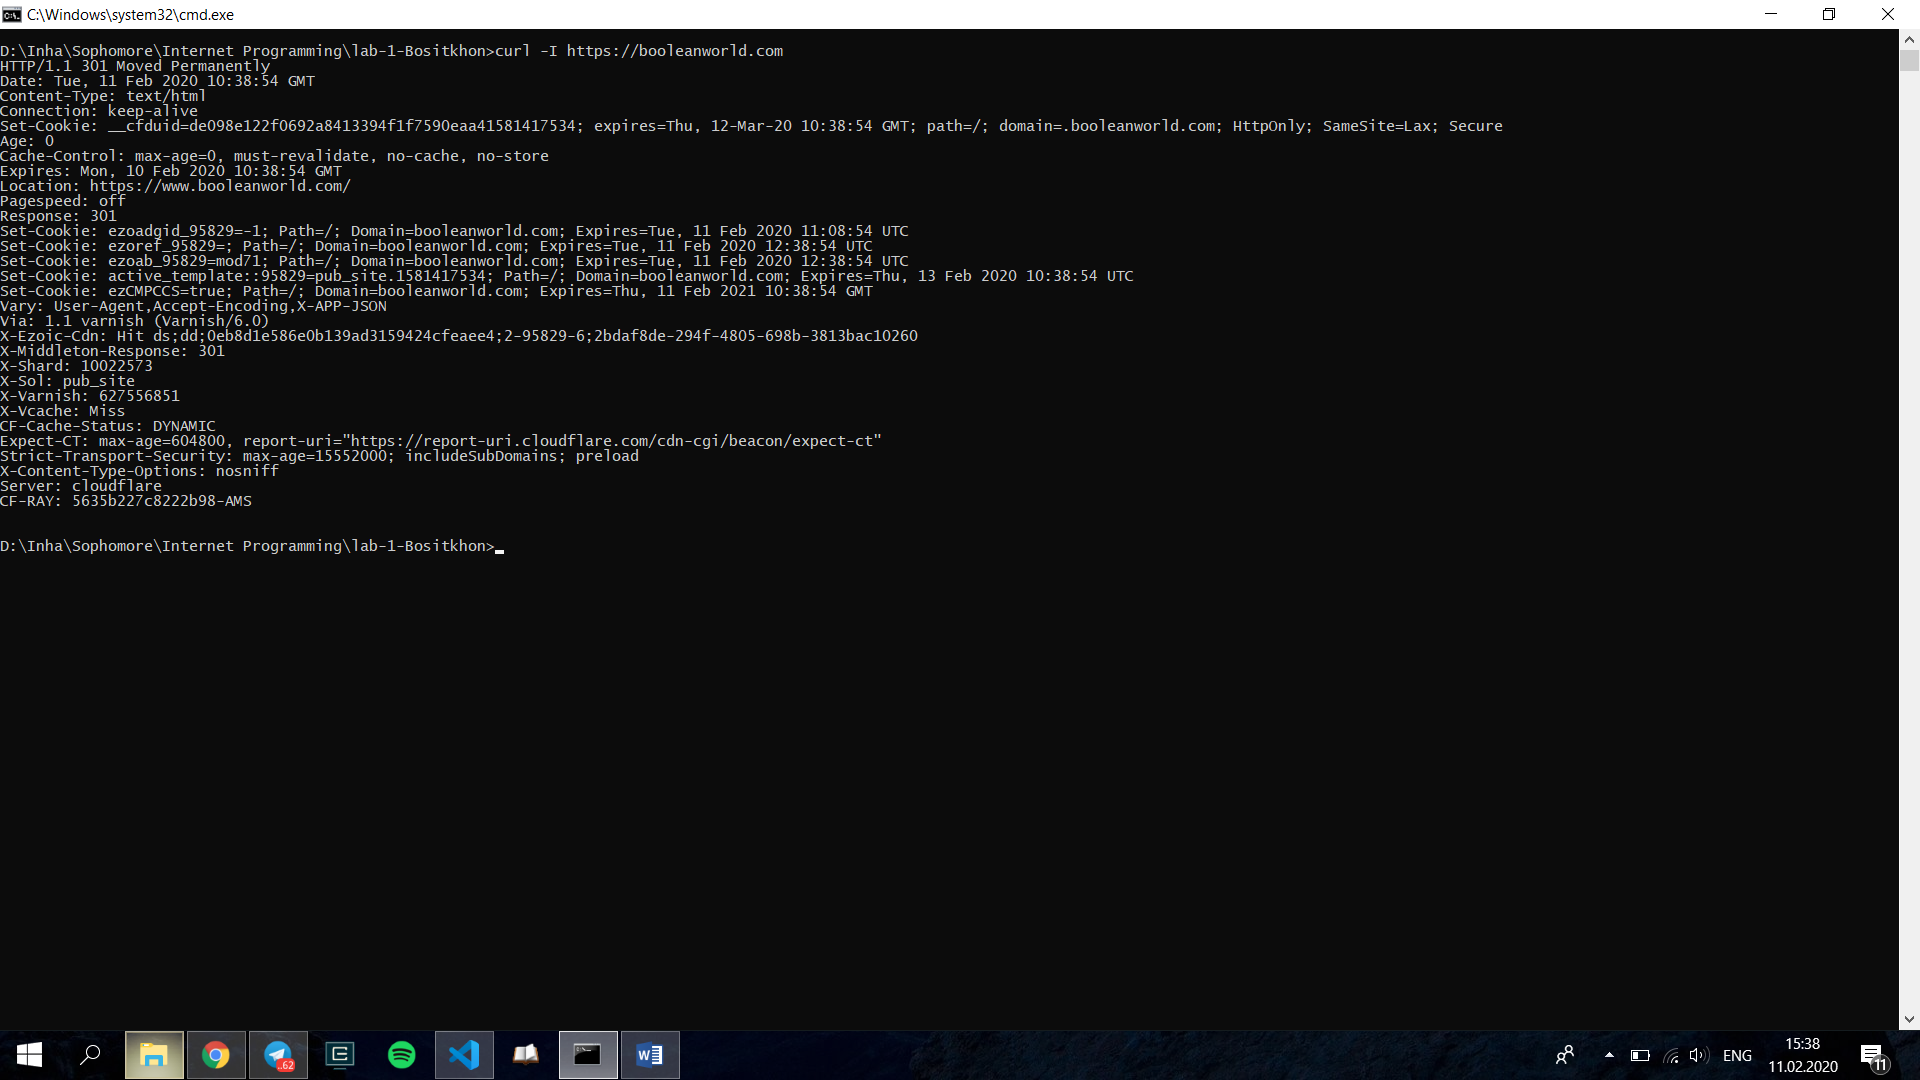 C:\Windows\system32\cmd.exe
D:\Inha\Sophomore\Internet Programming\lab-1-Bositkhon>curl -I https://booleanworld.com
HTTP/1.1 301 Moved Permanently
Date: Tue, 11 Feb 2020 10:38:54 GMT
Content-Type: text/html
Connection: keep-alive
Set-Cookie: __cfduid=de098e122f0692a8413394f1f7590eaa41581417534; expires=Thu, 12-Mar-20 10:38:54 GMT; path=/; domain=.booleanworld.com; HttpOnly; SameSite=Lax; Secure
Age: 0
Cache-Control: max-age=0, must-revalidate, no-cache, no-store
Expires: Mon, 10 Feb 2020 10:38:54 GMT
Location: https://www.booleanworld.com/
Pagespeed: off
Response: 301
Set-Cookie: ezoadgid_95829=-1; Path=/; Domain=booleanworld.com; Expires=Tue, 11 Feb 2020 11:08:54 UTC
Set-Cookie: ezoref_95829=; Path=/; Domain=booleanworld.com; Expires=Tue, 11 Feb 2020 12:38:54 UTC
Set-Cookie: ezoab_95829=mod71; Path=/; Domain=booleanworld.com; Expires=Tue, 11 Feb 2020 12:38:54 UTC
Set-Cookie: active_template::95829=pub_site.1581417534; Path=/; Domain=booleanworld.com; Expires=Thu, 13 Feb 2020 10:38:54 UTC
Set-Cookie: ezCMPCCS=true; Path=/; Domain=booleanworld.com; Expires=Thu, 11 Feb 2021 10:38:54 GMT
Vary: User-Agent,Accept-Encoding,X-APP-JSON
Via: 1.1 varnish (Varnish/6.0)
X-Ezoic-Cdn: Hit ds;dd;0eb8d1e586e0b139ad3159424cfeaee4;2-95829-6;2bdaf8de-294f-4805-698b-3813bac10260
X-Middleton-Response: 301
X-Shard: 10022573
X-Sol: pub_site
X-Varnish: 627556851
X-Vcache: Miss
CF-Cache-Status: DYNAMIC
Expect-CT: max-age=604800, report-uri="https://report-uri.cloudflare.com/cdn-cgi/beacon/expect-ct"
Strict-Transport-Security: max-age=15552000; includeSubDomains; preload
X-Content-Type-Options: nosniff
Server: cloudflare
CF-RAY: 5635b227c8222b98-AMS
D:\Inha\Sophomore\Internet Programming\lab-1-Bositkhon>
..62
ENG
15:38
11.02.2020
11